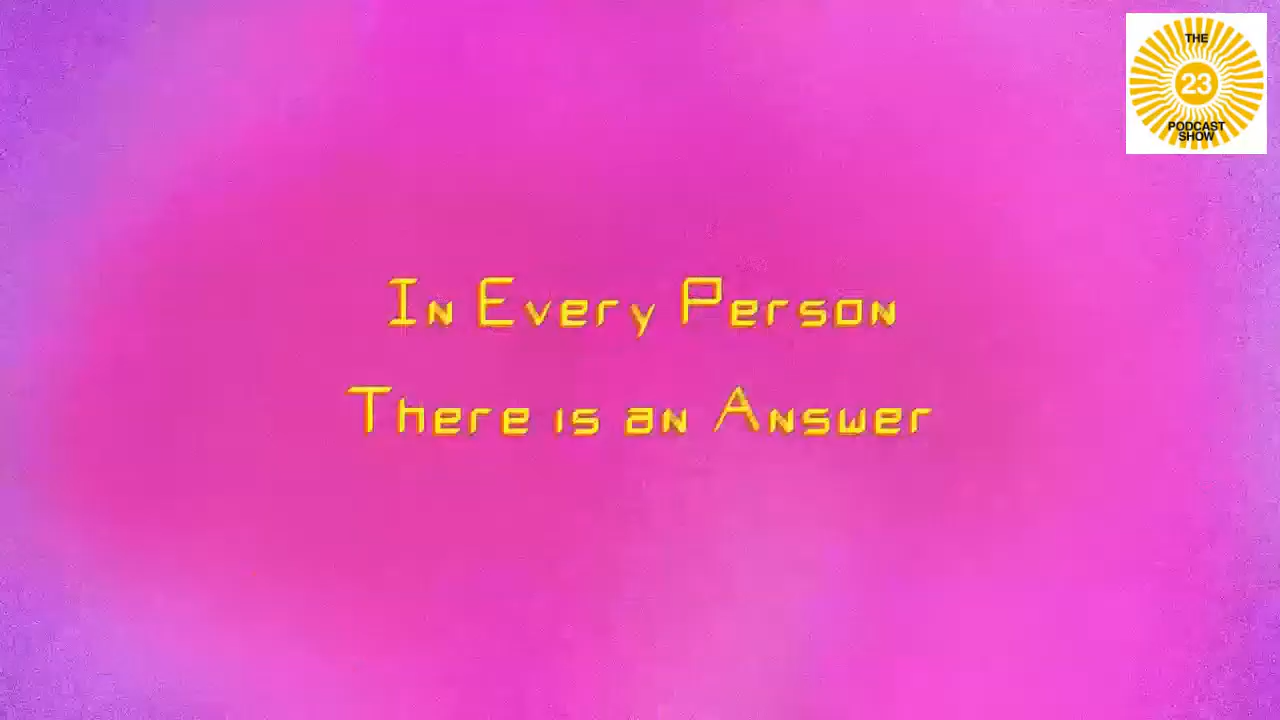 THE
23
PODCAST
SHOW
In Every Person
There is an Answer